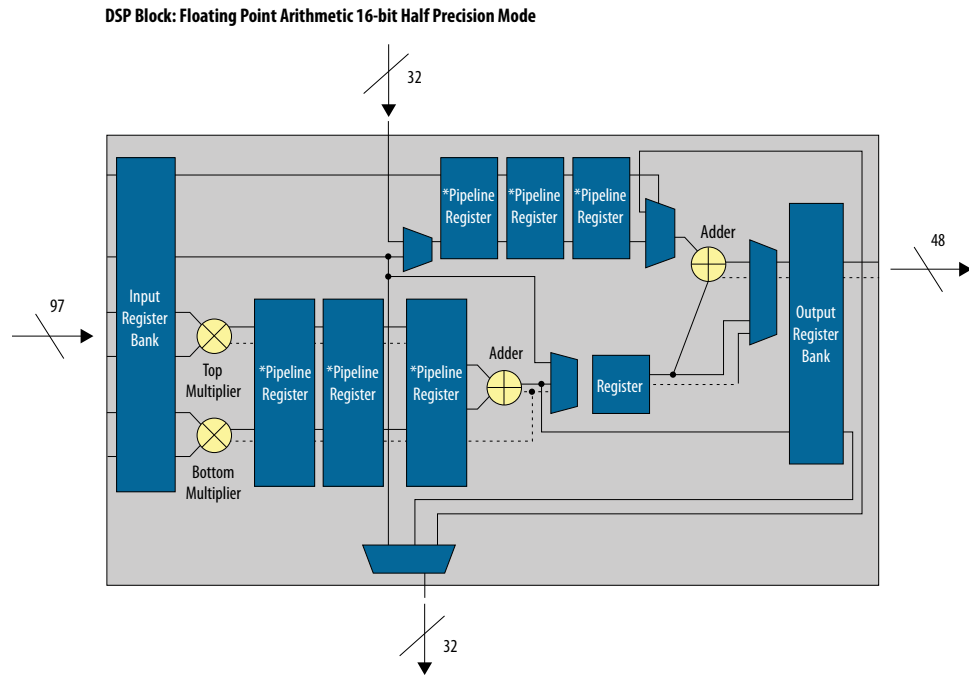 DSP Block: Floating Point Arithmetic 16-bit Half Precision Mode
32
*Pipeline
Register
*Pipeline
Register
*Pipeline
Register
Adder
48
97
Input
Register
Bank
Output
Register
Bank
Top
Multiplier
*Pipeline
Register
*Pipeline
Register
*Pipeline
Register
Adder
Register
Bottom
Multiplier
32